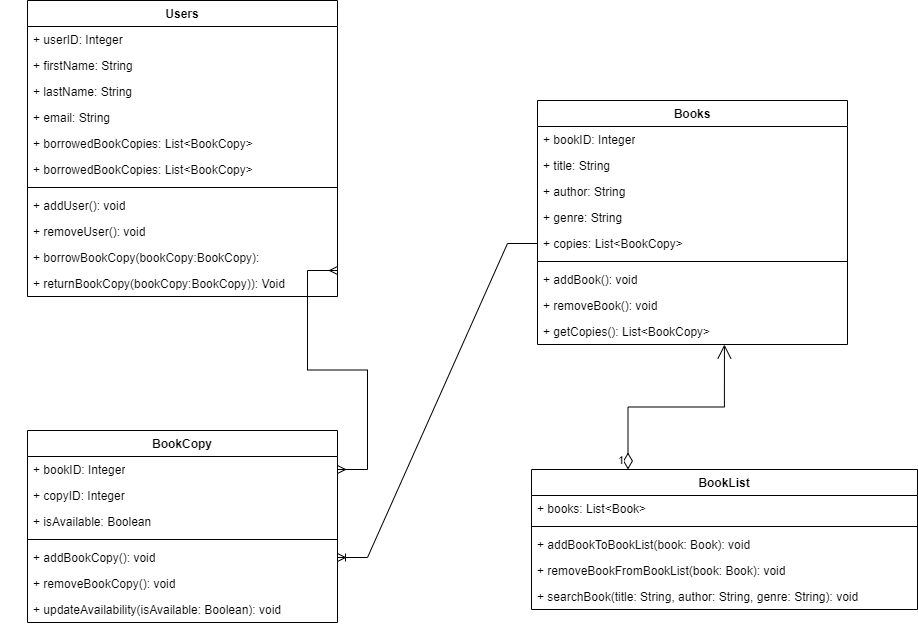 Users
+ userID: Integer
+ firstName: String
+ lastName: String
+ email: String
+ borrowedBookCopies: List<BookCopy>
+ borrowedBookCopies: List<BookCopy>
+ addUser(): void
+ removeUser(): void
+ borrowBookCopy(bookCopy:BookCopy):
+ returnBookCopy(bookCopy:BookCopy)): Void
Books
+ bookID: Integer
+ title: String
+ author: String
+ genre: String
+ copies: List<BookCopy>
+ addBook(): void
+ removeBook(): void
+ getCopies(): List<BookCopy>
BookCopy
+ bookID: Integer
+ copyID: Integer
+ isAvailable: Boolean
+ addBookCopy(): void
+ removeBookCopy(): void
+ updateAvailability(isAvailable: Boolean): void
1
BookList
+ books: List<Book>
+ addBookToBookList(book: Book): void
+ removeBookFromBookList(book: Book): void
+ searchBook(title: String, author: String, genre: String): void